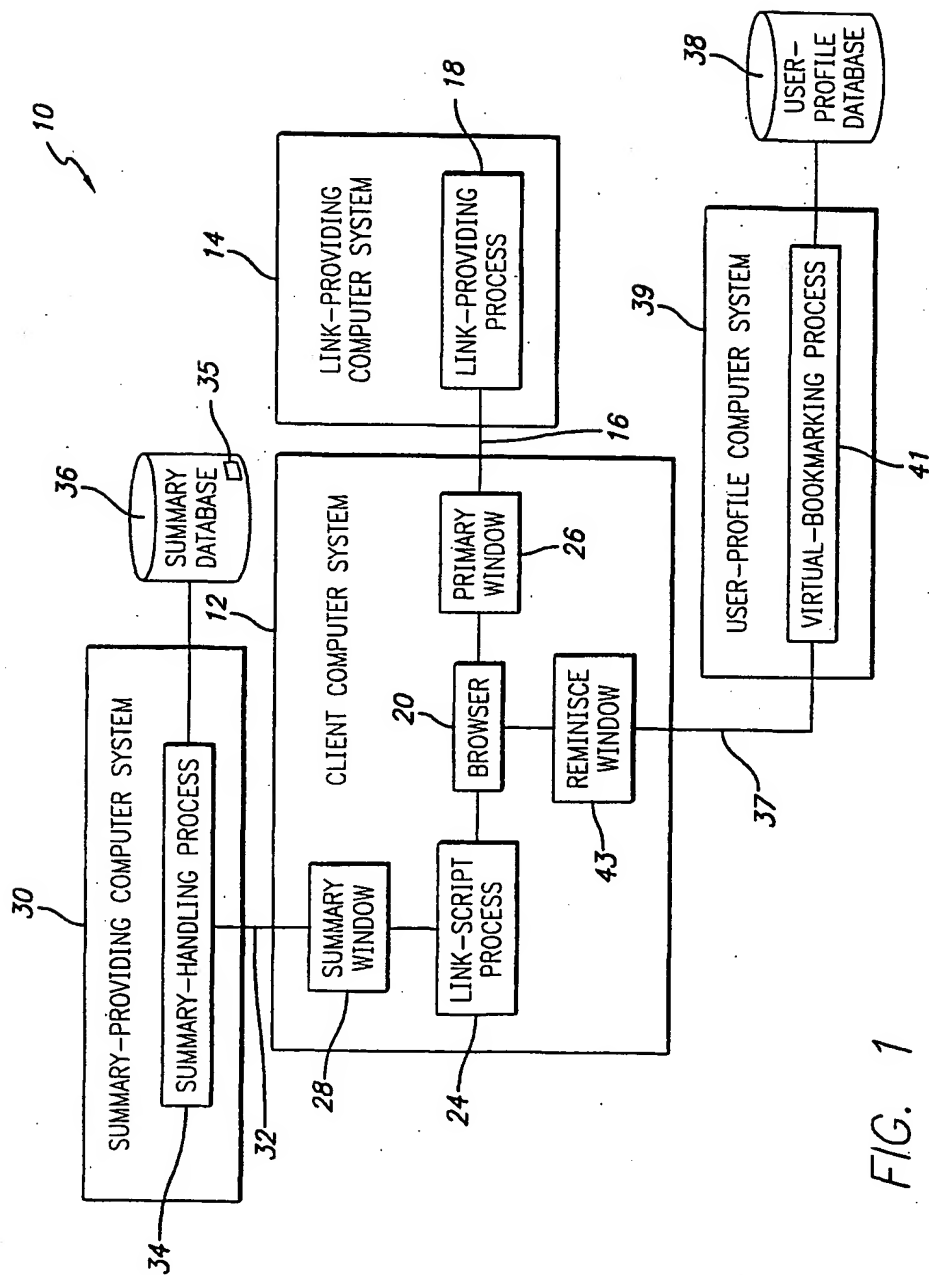 10
30
SUMMARY-PROVIDING COMPUTER SYSTEM
SUMMARY-HANDLING PROCESS
34
32
36
SUMMARY
DATABASE
35
12
CLIENT COMPUTER SYSTEM
SUMMARY
WINDOW
28
LINK-SCRIPT
PROCESS
24
20
BROWSER
PRIMARY
WINDOW
26
REMINISCE
WINDOW
43
14
LINK-PROVIDING
COMPUTER SYSTEM
LINK-PROVIDING
PROCESS
18
16
37
39
USER-PROFILE COMPUTER SYSTEM
VIRTUAL-BOOKMARKING PROCESS
41
38
USER-
PROFILE
DATABASE
FIG. 1